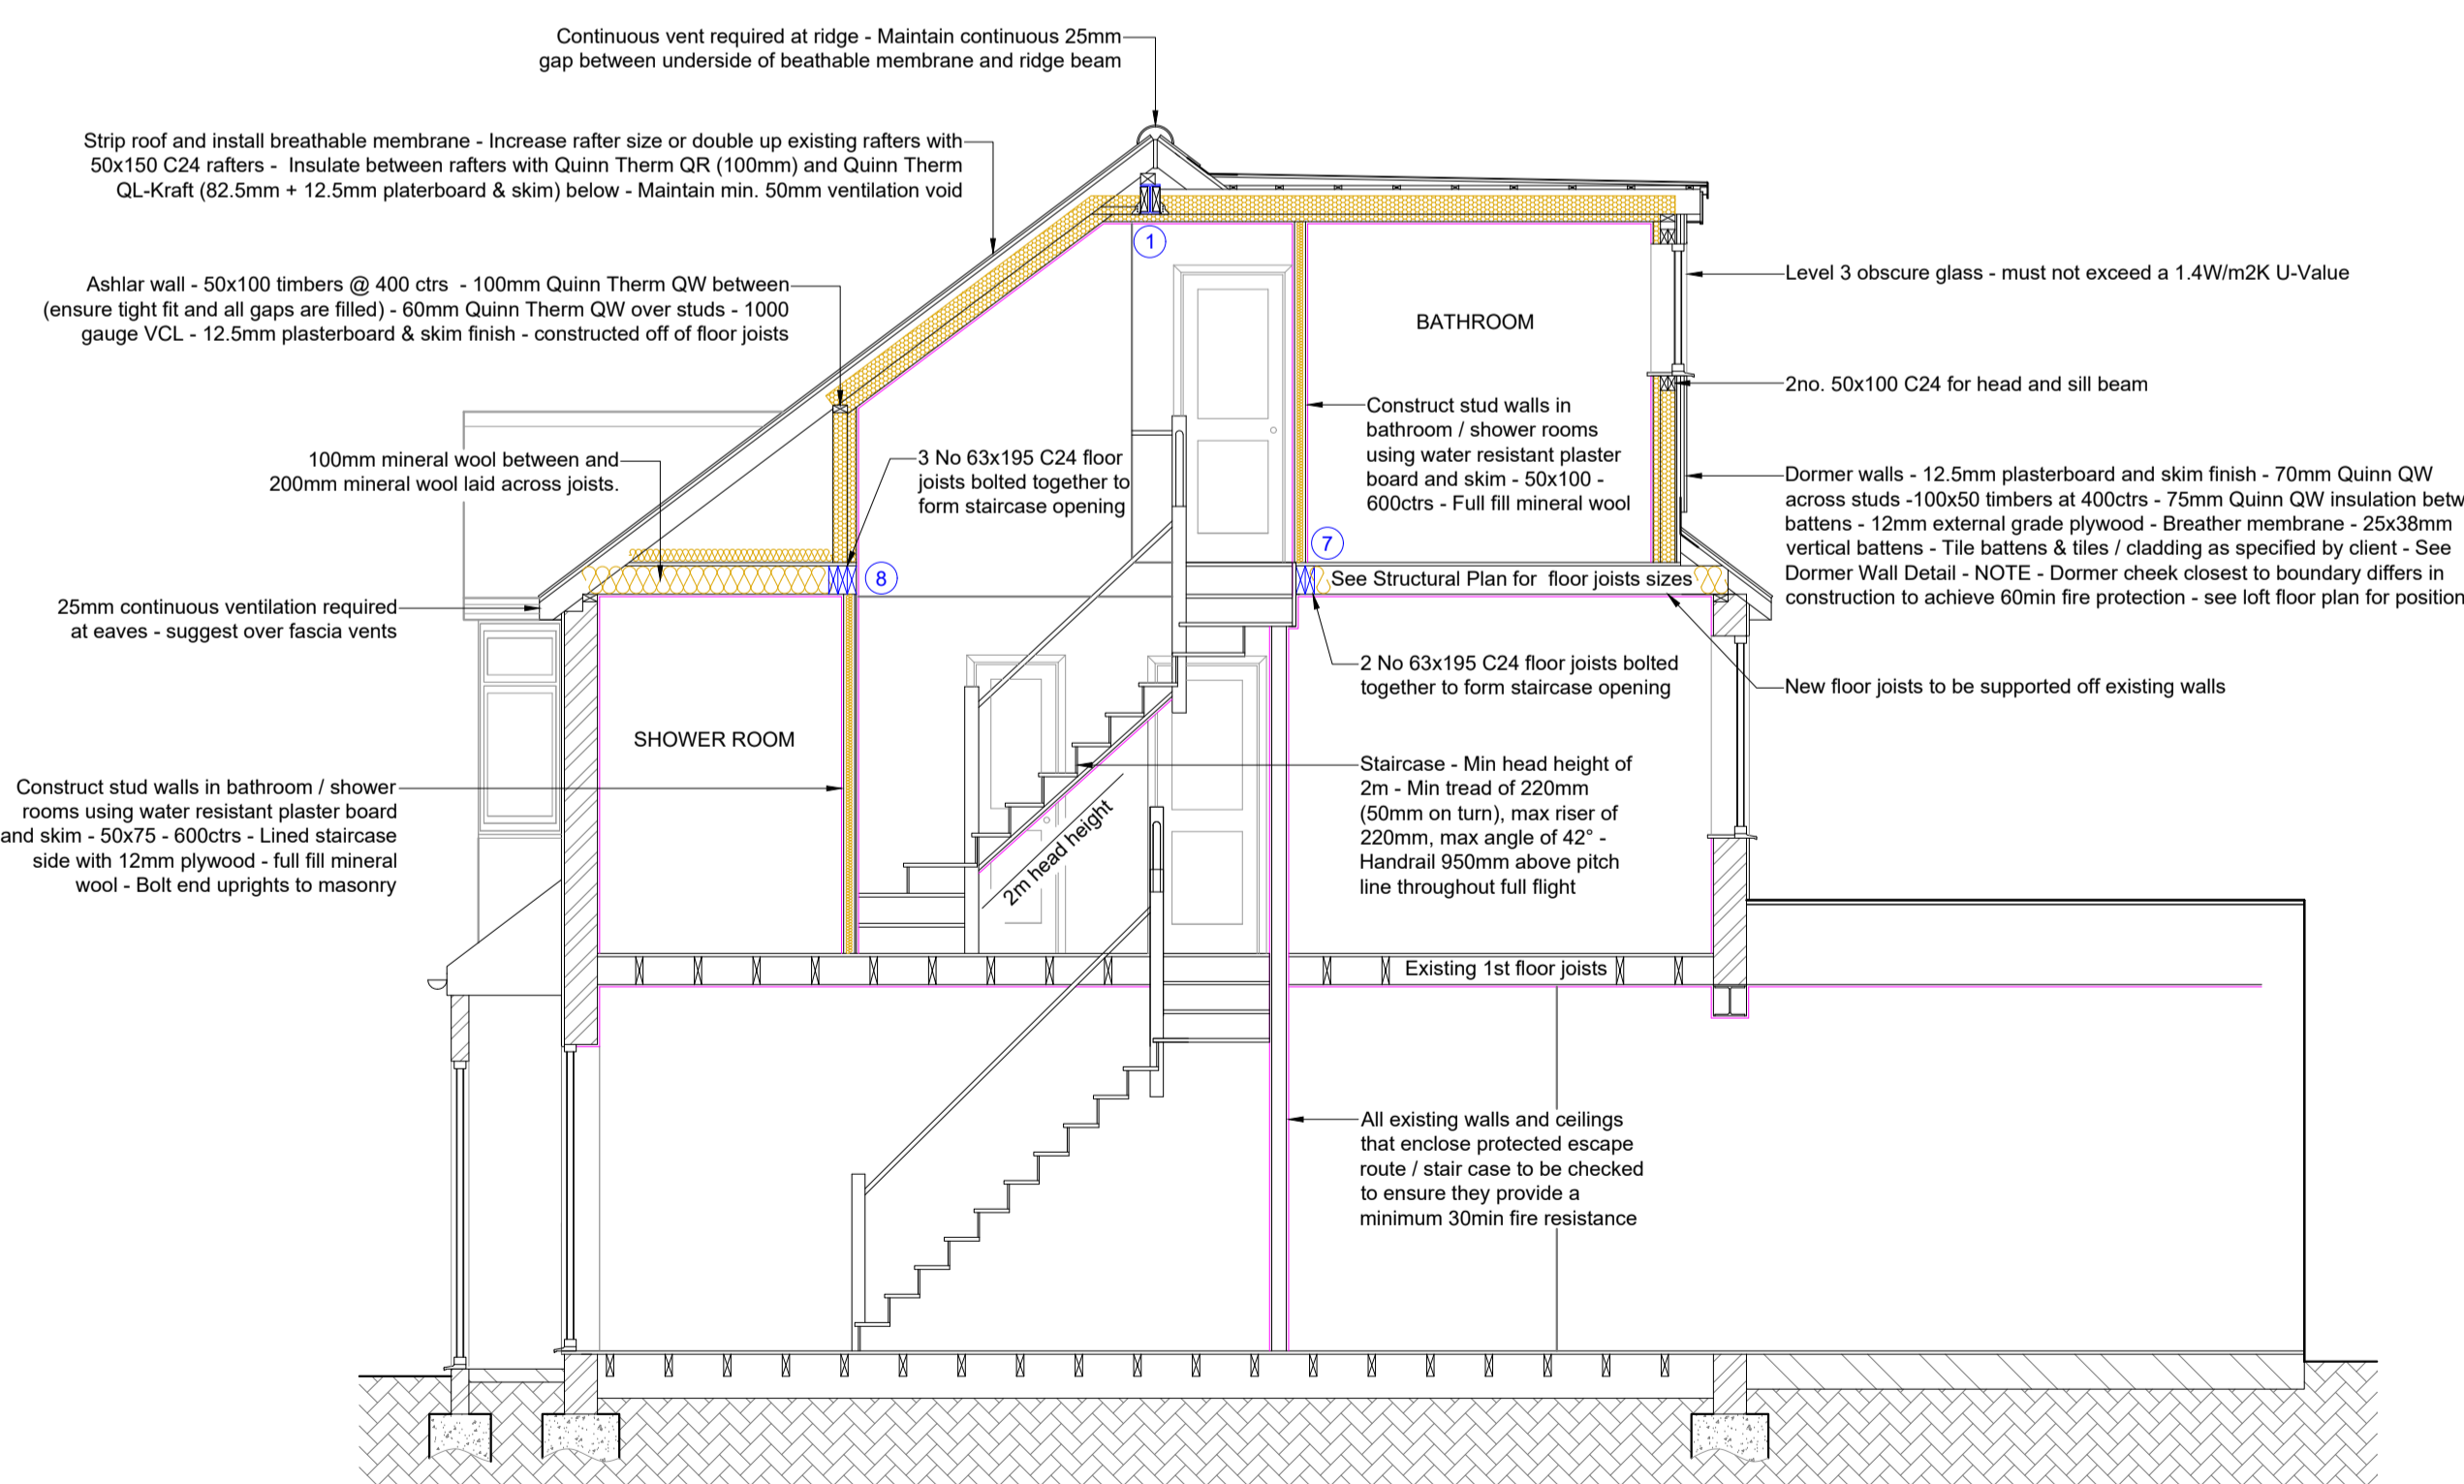 Continuous vent required at ridge - Maintain continuous 25mm
gap between underside of beathable membrane and ridge beam
Strip roof and install breathable membrane - Increase rafter size or double up existing rafters with
50x150 C24 rafters -  Insulate between rafters with Quinn Therm QR (100mm) and Quinn Therm
QL-Kraft (82.5mm + 12.5mm platerboard & skim) below - Maintain min. 50mm ventilation void
1
Ashlar wall - 50x100 timbers @ 400 ctrs  - 100mm Quinn Therm QW between
(ensure tight fit and all gaps are filled) - 60mm Quinn Therm QW over studs - 1000
gauge VCL - 12.5mm plasterboard & skim finish - constructed off of floor joists
Level 3 obscure glass - must not exceed a 1.4W/m2K U-Value
BATHROOM
2no. 50x100 C24 for head and sill beam
Construct stud walls in
bathroom / shower rooms
using water resistant plaster
board and skim - 50x100 -
600ctrs - Full fill mineral wool
100mm mineral wool between and
200mm mineral wool laid across joists.
3 No 63x195 C24 floor
joists bolted together to
form staircase opening
Dormer walls - 12.5mm plasterboard and skim finish - 70mm Quinn QW
across studs -100x50 timbers at 400ctrs - 75mm Quinn QW insulation betw
battens - 12mm external grade plywood - Breather membrane - 25x38mm
vertical battens - Tile battens & tiles / cladding as specified by client - See
Dormer Wall Detail - NOTE - Dormer cheek closest to boundary differs in
construction to achieve 60min fire protection - see loft floor plan for position
7
8
See Structural Plan for  floor joists sizes
25mm continuous ventilation required
at eaves - suggest over fascia vents
2 No 63x195 C24 floor joists bolted
together to form staircase opening
New floor joists to be supported off existing walls
SHOWER ROOM
Staircase - Min head height of
2m - Min tread of 220mm
(50mm on turn), max riser of
220mm, max angle of 42° -
Handrail 950mm above pitch
line throughout full flight
2m head height
Construct stud walls in bathroom / shower
rooms using water resistant plaster board
and skim - 50x75 - 600ctrs - Lined staircase
side with 12mm plywood - full fill mineral
wool - Bolt end uprights to masonry
Existing 1st floor joists
All existing walls and ceilings
that enclose protected escape
route / stair case to be checked
to ensure they provide a
minimum 30min fire resistance